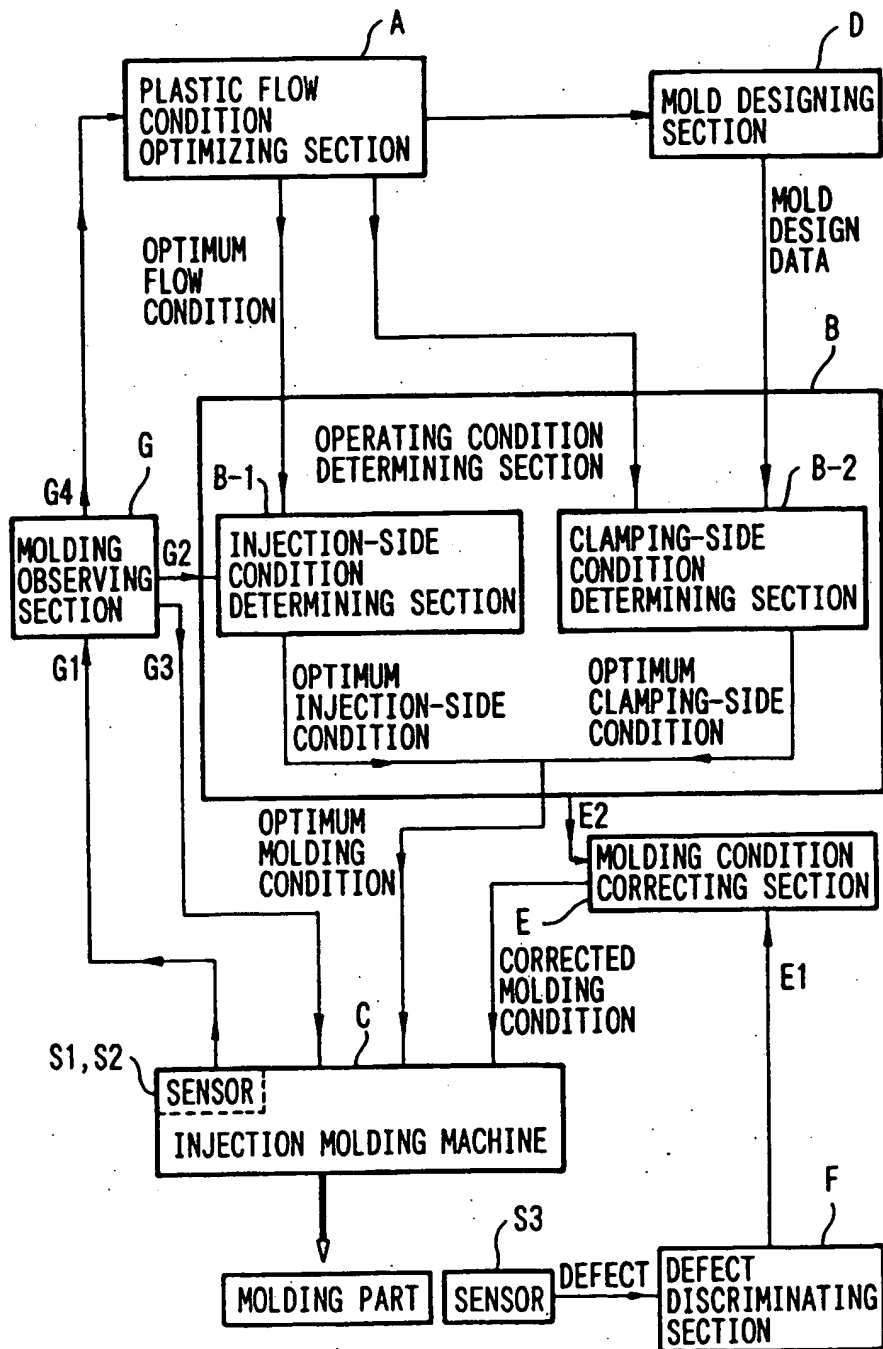 A
D
PLASTIC FLOW
CONDITION
OPTIMIZING SECTION
MOLD DESIGNING
SECTION
OPTIMUM
FLOW
CONDITION
MOLD
DESIGN
DATA
B
OPERATING CONDITION
DETERMINING SECTION
G
G4
B-1
B-2
MOLDING
OBSERVING
SECTION
G2
INJECTION-SIDE
CONDITION
DETERMINING SECTION
CLAMPING-SIDE
CONDITION
DETERMINING SECTION
G1
G3
OPTIMUM
INJECTION-SIDE
CONDITION
OPTIMUM
CLAMPING-SIDE
CONDITION
OPTIMUM
MOLDING
CONDITION
E2
MOLDING CONDITION
CORRECTING SECTION
E
CORRECTED
MOLDING
CONDITION
E1
C
S1,S2
SENSOR
INJECTION MOLDING MACHINE
F
S3
MOLDING PART
SENSOR
DEFECT
DEFECT
DISCRIMINATING
SECTION